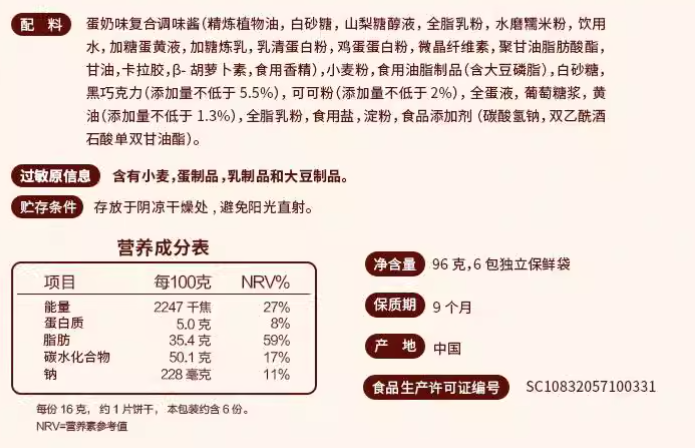 配 料 蛋奶味复合调味酱(精炼植物油,白砂糖,山梨糖醇液,全脂乳粉,水磨糯米粉,饮用
水,加糖蛋黄液,加糖炼乳,乳清蛋白粉,鸡蛋蛋白粉,微晶纤维素,聚甘油脂肪酸酯,
甘油,卡拉胶,β-胡萝卜素,食用香精),小麦粉,食用油脂制品(含大豆磷脂),白砂糖,
黑巧克力(添加量不低于5.5%),可可粉(添加量不低于2%),全蛋液,葡萄糖浆,黄
油(添加量不低于1.3%),全脂乳粉,食用盐,淀粉,食品添加剂(碳酸氢钠,双乙酰酒
石酸单双甘油酯)。
过敏原信息 含有小麦,蛋制品,乳制品和大豆制品。
贮存条件 存放于阴凉干燥处,避免阳光直射。
营养成分表
项目 每100克 NRV%
能量 2247 千焦 27%
蛋白质 5.0 克 8%
脂肪 35.4 克 59%
碳水化合物 50.1 克 17%
钠 228 毫克 11%
每份16克, 约1片饼干, 本包装约含6份。
NRV=营养素参考值
净含量 96 克,6 包独立保鲜袋
保质期 9 个月
产 地 中国
食品生产许可证编号 SC10832057100331